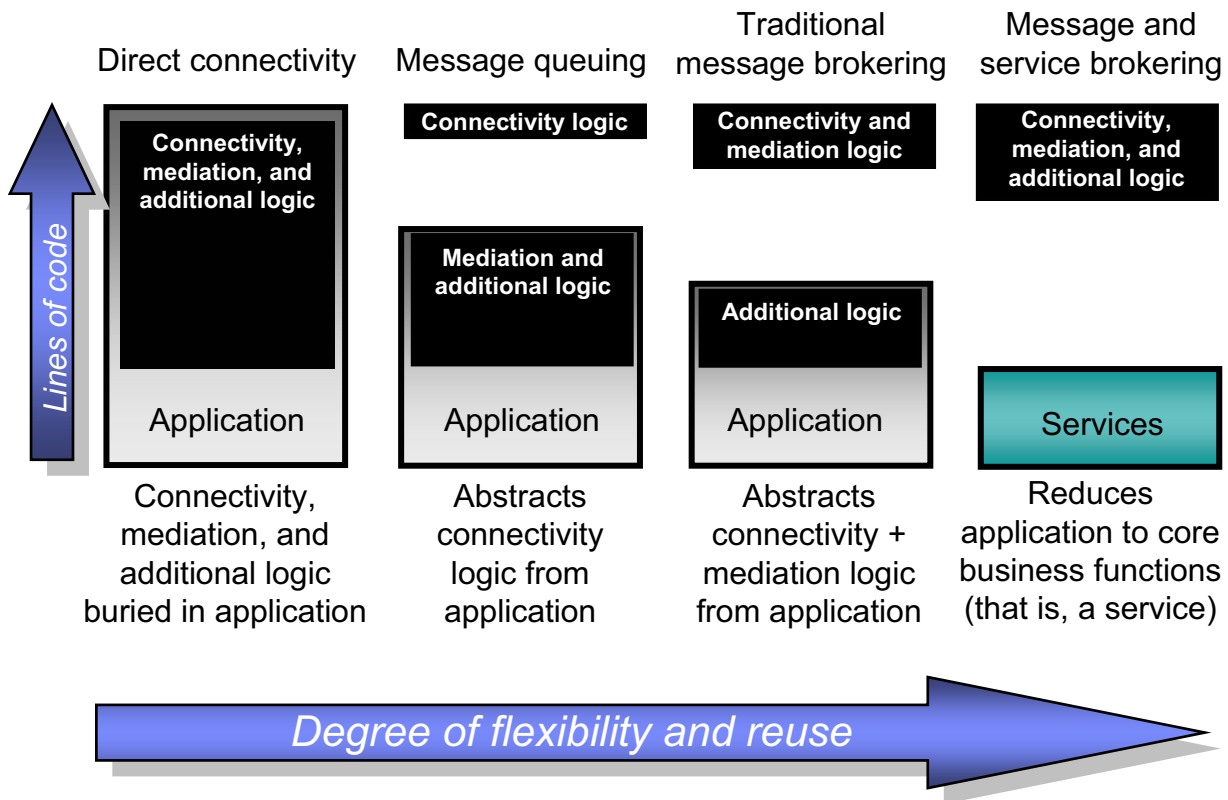 Direct connectivity
Message queuing
Traditional
message brokering
Message and
service brokering
Lines of code
Connectivity,
mediation, and
additional logic
Application
Connectivity logic
Mediation and
additional logic
Application
Connectivity and
mediation logic
Additional logic
Application
Connectivity,
mediation, and
additional logic
Services
Connectivity,
mediation, and
additional logic
buried in application
Abstracts
connectivity
logic from
application
Abstracts
connectivity +
mediation logic
from application
Reduces
application to core
business functions
(that is, a service)
Degree of flexibility and reuse